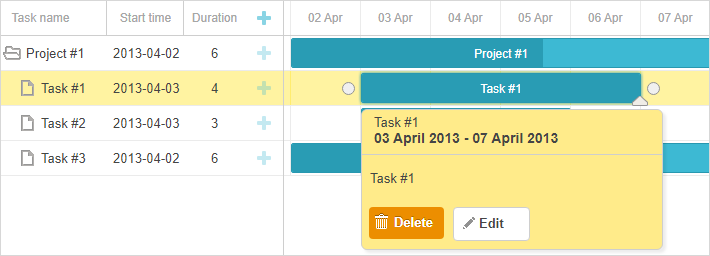 Task name Start time Duration 02 Apr 03 Apr 04 Apr 05 Apr 06 Apr 07 Apr
Project #1 2013-04-02 6 Project #1
Task #1 2013-04-03 4 Task #1
Task #2 2013-04-03 3
Task #3 2013-04-02 6
Task #1
03 April 2013 - 07 April 2013
Task #1
Delete Edit